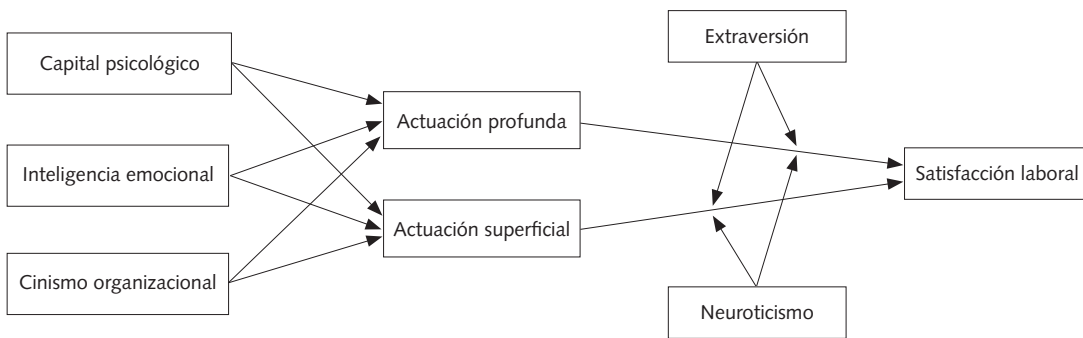 Capital psicológico
Inteligencia emocional
Cinismo organizacional
Actuación profunda
Actuación superficial
Extraversión
Neuroticismo
Satisfacción laboral